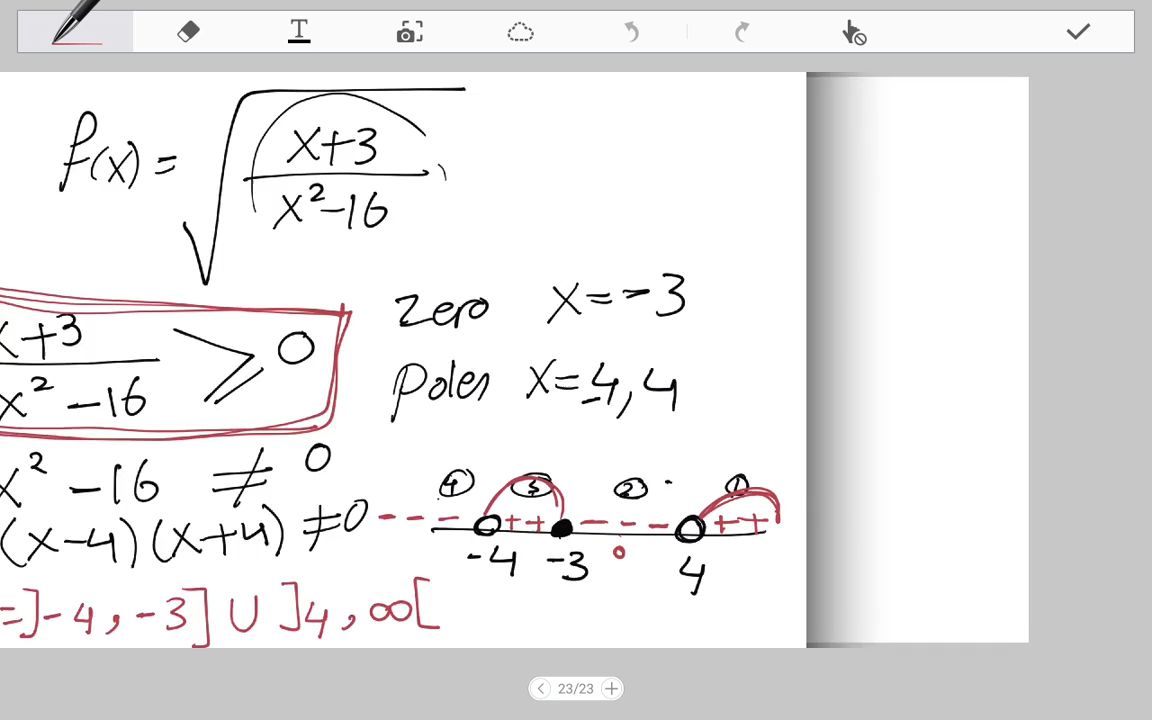 T
f(x) = √((x+3)/(x²-16))
Zero x = -3
x+3 / x²-16 ≥ 0
Poles x = -4, 4
x² - 16 ≠ 0
④ ③ ② ①
(x-4)(x+4) ≠ 0
- - - + + - - - + +
-4 -3 0 4
=]-4, -3] ∪ ]4, ∞[
23/23